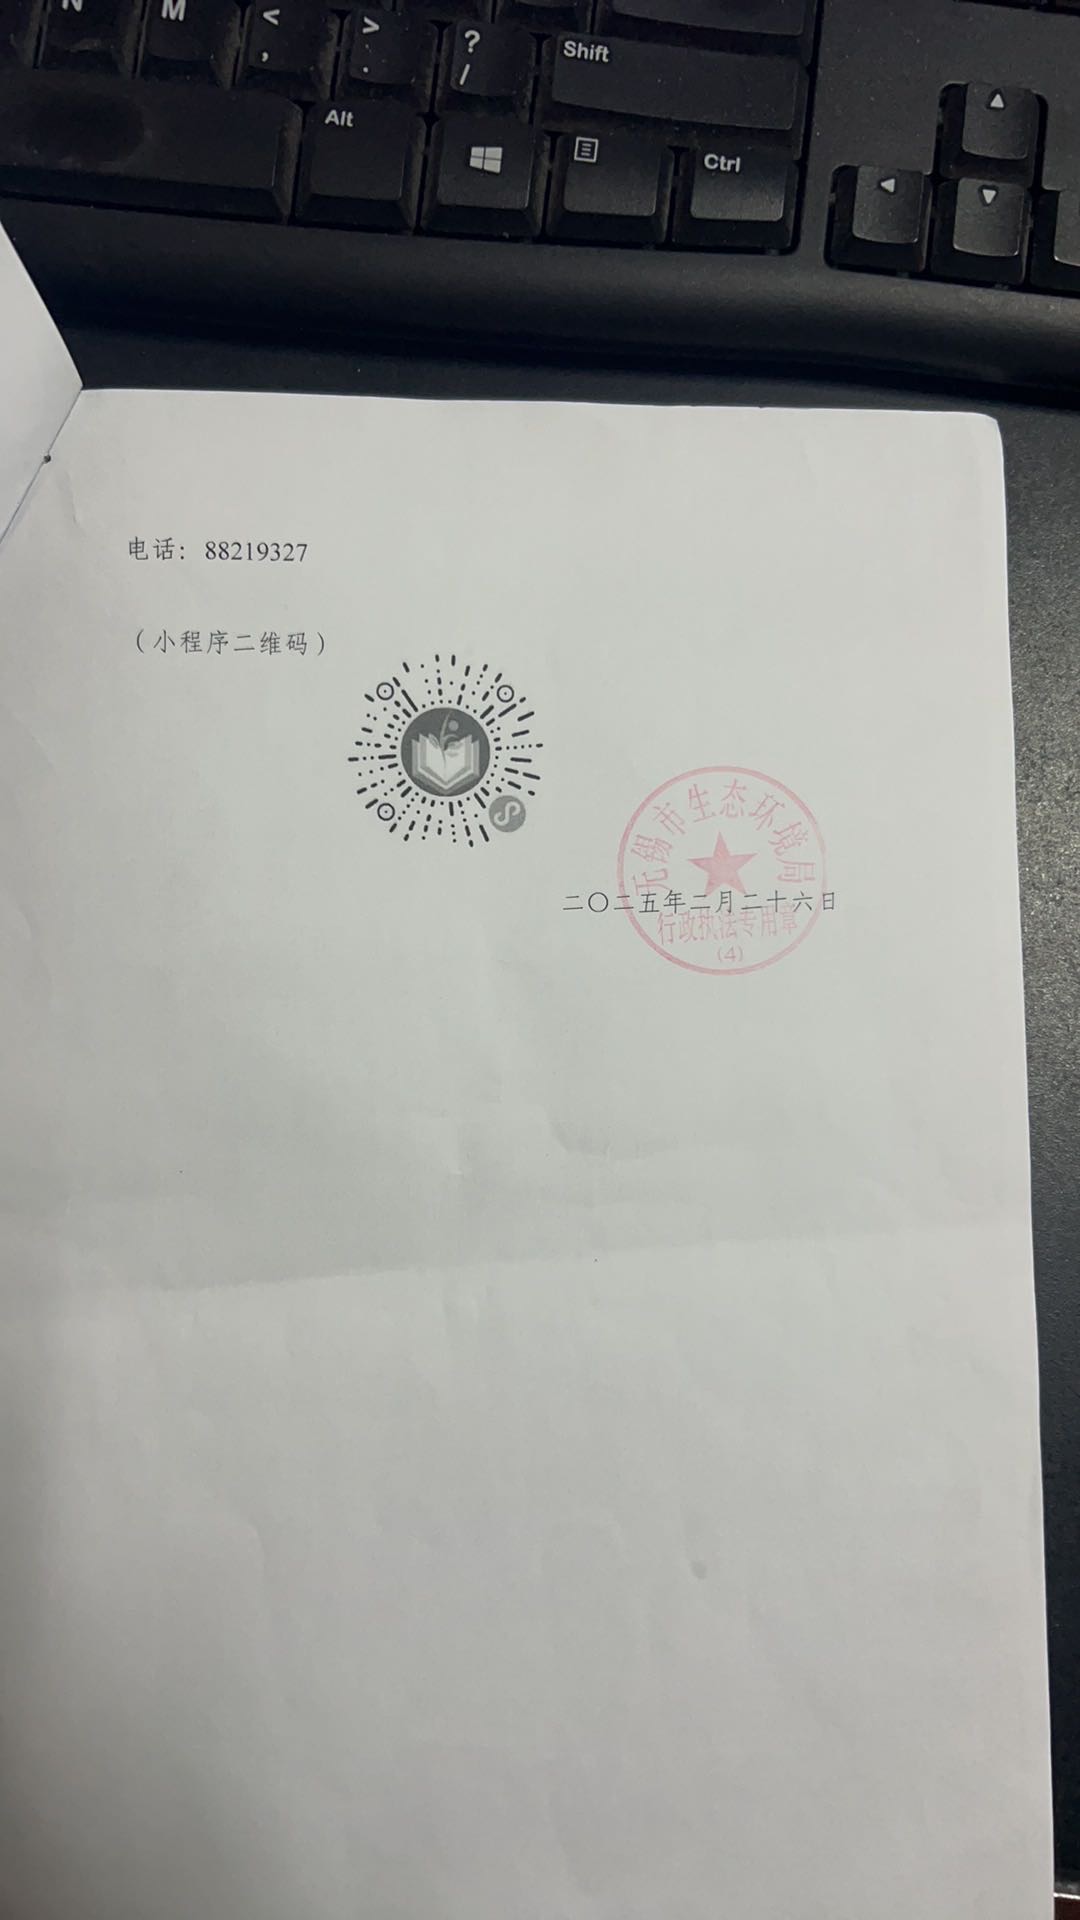 N M < ,  > .  ? /  Shift
Alt Ctrl
电话：88219327
（小程序二维码）
无锡市生态环境局
二〇二五年二月二十六日
行政执法专用章
(4)